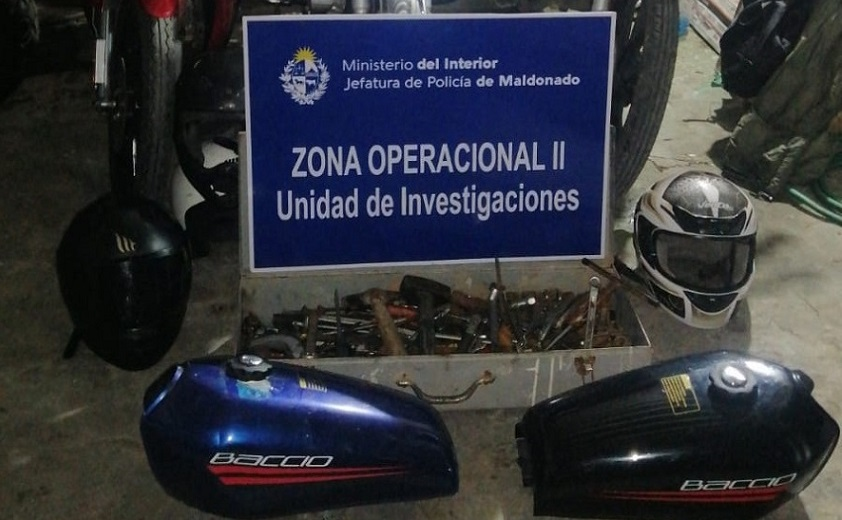 Ministerio del Interior
Jefatura de Policía de Maldonado
ZONA OPERACIONAL II
Unidad de Investigaciones
BACCIO
BACCIO